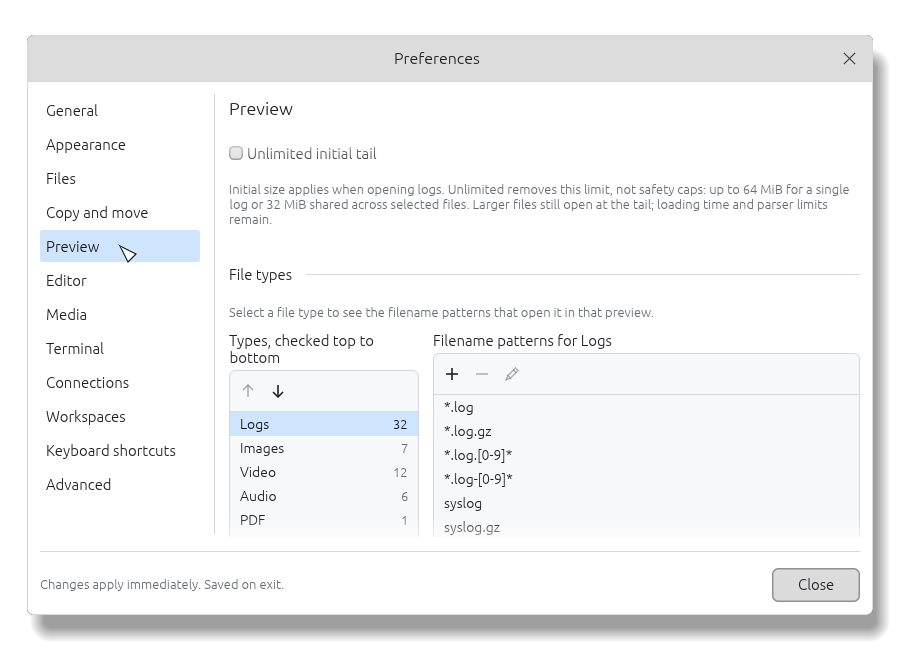 Preferences
General
Appearance
Files
Copy and move
Preview
Editor
Media
Terminal
Connections
Workspaces
Keyboard shortcuts
Advanced
Preview
Unlimited initial tail
Initial size applies when opening logs. Unlimited removes this limit, not safety caps: up to 64 MiB for a single
log or 32 MiB shared across selected files. Larger files still open at the tail; loading time and parser limits
remain.
File types
Select a file type to see the filename patterns that open it in that preview.
Types, checked top to
bottom
Logs 32
Images 7
Video 12
Audio 6
PDF 1
Filename patterns for Logs
*.log
*.log.gz
*.log.[0-9]*
*.log-[0-9]*
syslog
syslog.gz
Changes apply immediately. Saved on exit.
Close